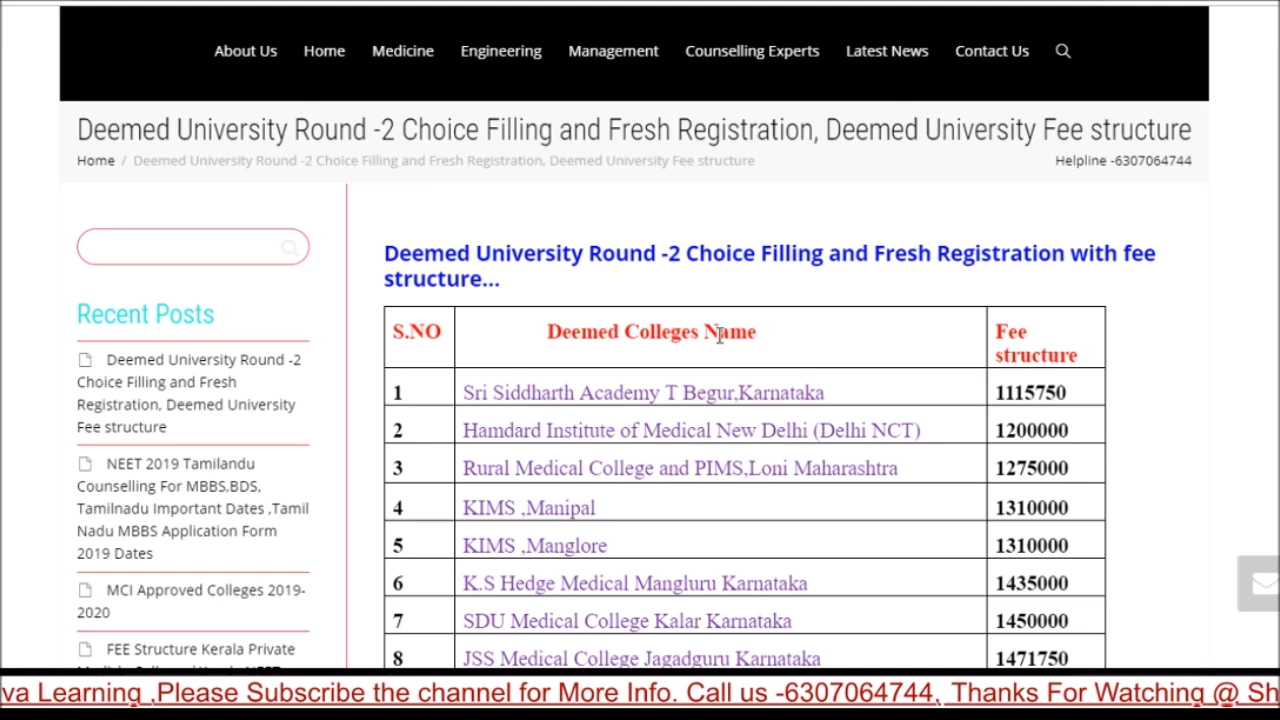 About Us Home Medicine Engineering Management Counselling Experts Latest News Contact Us
Deemed University Round -2 Choice Filling and Fresh Registration, Deemed University Fee structure
Home / Deemed University Round -2 Choice Filling and Fresh Registration, Deemed University Fee structure
Helpline -6307064744
Recent Posts
Deemed University Round -2
Choice Filling and Fresh
Registration, Deemed University
Fee structure
NEET 2019 Tamilandu
Counselling For MBBS,BDS,
Tamilnadu Important Dates ,Tamil
Nadu MBBS Application Form
2019 Dates
MCI Approved Colleges 2019-
2020
FEE Structure Kerala Private
Deemed University Round -2 Choice Filling and Fresh Registration with fee
structure...
S.NO Deemed Colleges Name Fee
structure
1 Sri Siddharth Academy T Begur,Karnataka 1115750
2 Hamdard Institute of Medical New Delhi (Delhi NCT) 1200000
3 Rural Medical College and PIMS,Loni Maharashtra 1275000
4 KIMS ,Manipal 1310000
5 KIMS ,Manglore 1310000
6 K.S Hedge Medical Mangluru Karnataka 1435000
7 SDU Medical College Kalar Karnataka 1450000
8 JSS Medical College Jagadguru Karnataka 1471750
va Learning ,Please Subscribe the channel for More Info. Call us -6307064744, Thanks For Watching @ Sh